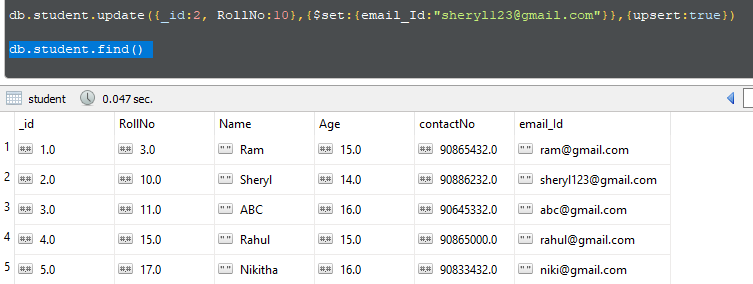 db.student.update({_id:2, RollNo:10},{$set:{email_Id:"sheryl123@gmail.com"}},{upsert:true})
db.student.find()
student 0.047 sec.
_id RollNo Name Age contactNo email_Id
1 ## 1.0 ## 3.0 "" Ram ## 15.0 ## 90865432.0 "" ram@gmail.com
2 ## 2.0 ## 10.0 "" Sheryl ## 14.0 ## 90886232.0 "" sheryl123@gmail.com
3 ## 3.0 ## 11.0 "" ABC ## 16.0 ## 90645332.0 "" abc@gmail.com
4 ## 4.0 ## 15.0 "" Rahul ## 15.0 ## 90865000.0 "" rahul@gmail.com
5 ## 5.0 ## 17.0 "" Nikitha ## 16.0 ## 90833432.0 "" niki@gmail.com